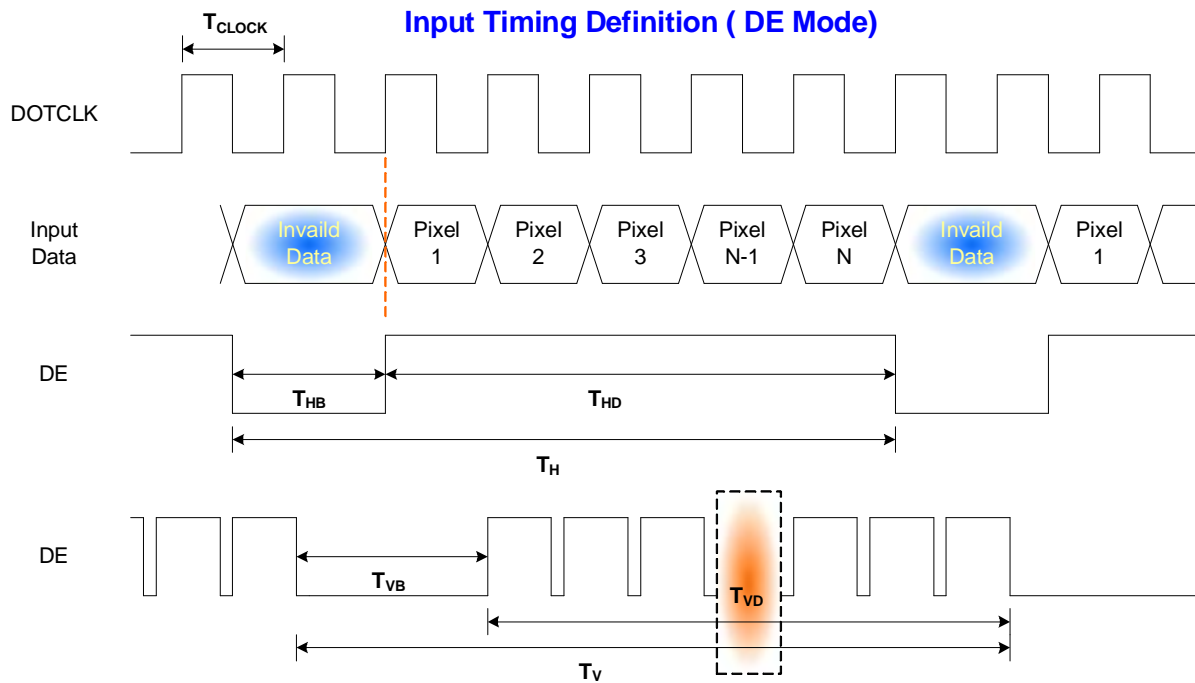 Input Timing Definition ( DE Mode)
TCLOCK
DOTCLK
Input
Data
Invaild
Data
Pixel
1
Pixel
2
Pixel
3
Pixel
N-1
Pixel
N
Invaild
Data
Pixel
1
DE
THB
THD
TH
DE
TVB
TVD
TV